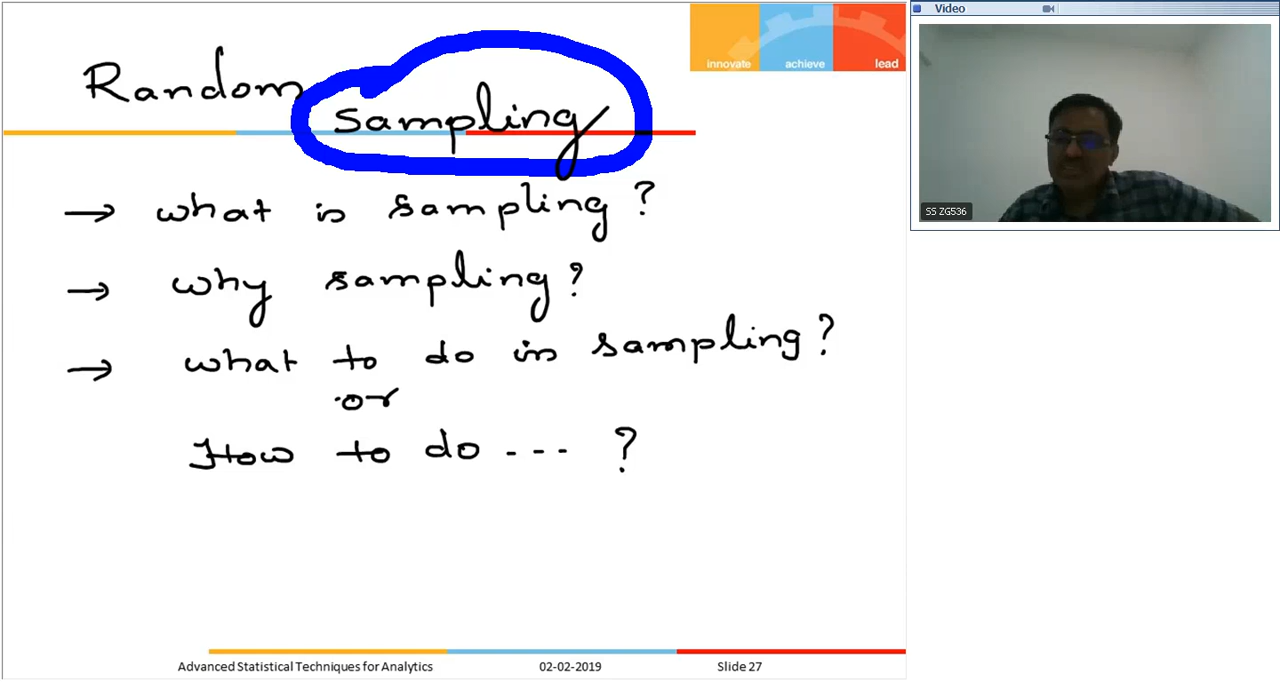 innovate achieve lead
Random sampling
→ what is sampling?
→ why sampling?
→ what to do in sampling?
or
How to do --- ?
Advanced Statistical Techniques for Analytics 02-02-2019 Slide 27
Video
SS ZG536